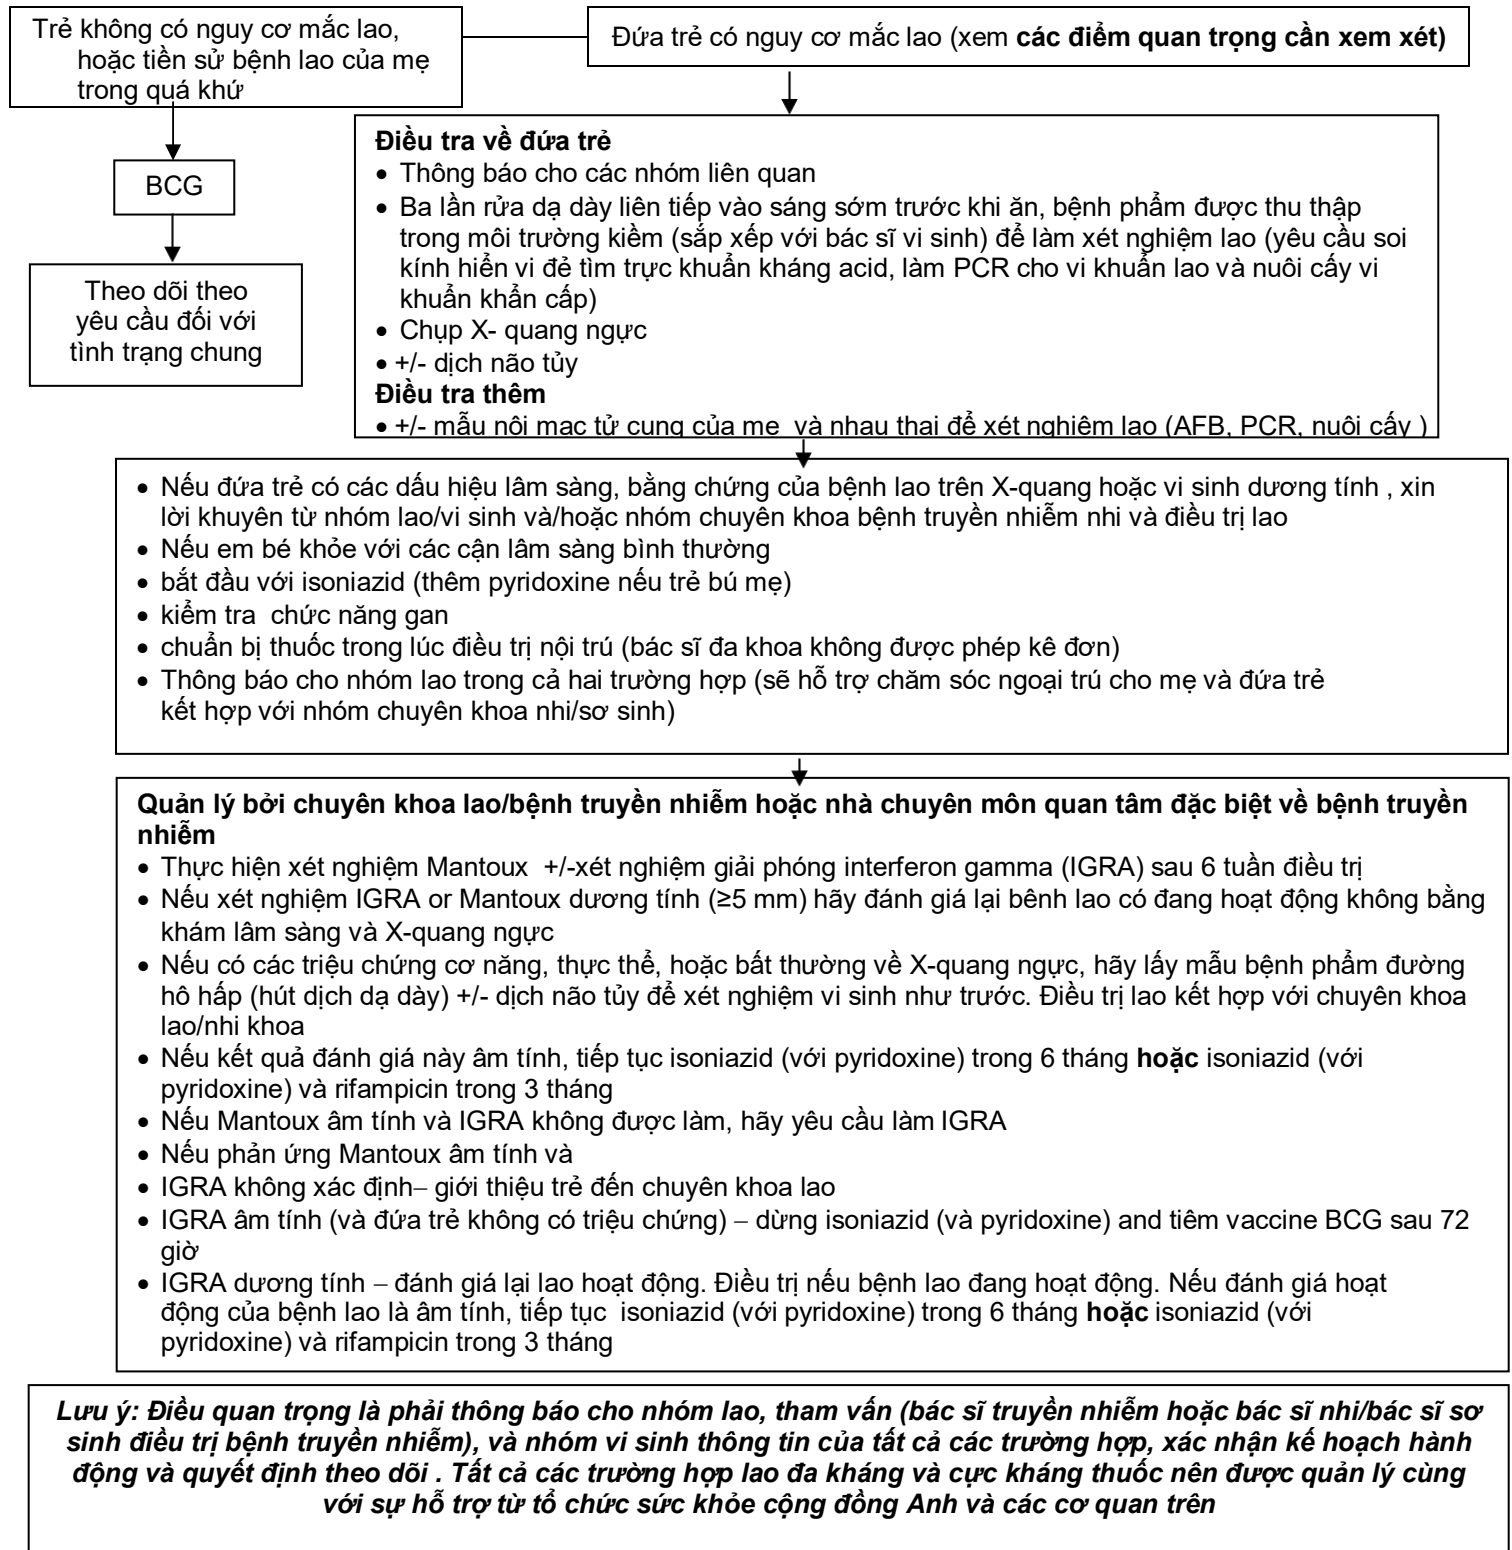 Trẻ không có nguy cơ mắc lao,
hoặc tiền sử bệnh lao của mẹ
trong quá khứ
Đứa trẻ có nguy cơ mắc lao (xem các điểm quan trọng cần xem xét)
BCG
Theo dõi theo
yêu cầu đối với
tình trạng chung
Điều tra về đứa trẻ
• Thông báo cho các nhóm liên quan
• Ba lần rửa dạ dày liên tiếp vào sáng sớm trước khi ăn, bệnh phẩm được thu thập
trong môi trường kiềm (sắp xếp với bác sĩ vi sinh) để làm xét nghiệm lao (yêu cầu soi
kính hiển vi đẻ tìm trực khuẩn kháng acid, làm PCR cho vi khuẩn lao và nuôi cấy vi
khuẩn khẩn cấp)
• Chụp X- quang ngực
• +/- dịch não tủy
Điều tra thêm
• +/- mẫu nội mạc tử cung của mẹ và nhau thai để xét nghiệm lao (AFB, PCR, nuôi cấy )
• Nếu đứa trẻ có các dấu hiệu lâm sàng, bằng chứng của bệnh lao trên X-quang hoặc vi sinh dương tính , xin
lời khuyên từ nhóm lao/vi sinh và/hoặc nhóm chuyên khoa bệnh truyền nhiễm nhi và điều trị lao
• Nếu em bé khỏe với các cận lâm sàng bình thường
• bắt đầu với isoniazid (thêm pyridoxine nếu trẻ bú mẹ)
• kiểm tra chức năng gan
• chuẩn bị thuốc trong lúc điều trị nội trú (bác sĩ đa khoa không được phép kê đơn)
• Thông báo cho nhóm lao trong cả hai trường hợp (sẽ hỗ trợ chăm sóc ngoại trú cho mẹ và đứa trẻ
kết hợp với nhóm chuyên khoa nhi/sơ sinh)
Quản lý bởi chuyên khoa lao/bệnh truyền nhiễm hoặc nhà chuyên môn quan tâm đặc biệt về bệnh truyền
nhiễm
• Thực hiện xét nghiệm Mantoux +/-xét nghiệm giải phóng interferon gamma (IGRA) sau 6 tuần điều trị
• Nếu xét nghiệm IGRA or Mantoux dương tính (≥5 mm) hãy đánh giá lại bênh lao có đang hoạt động không bằng
khám lâm sàng và X-quang ngực
• Nếu có các triệu chứng cơ năng, thực thể, hoặc bất thường về X-quang ngực, hãy lấy mẫu bệnh phẩm đường
hô hấp (hút dịch dạ dày) +/- dịch não tủy để xét nghiệm vi sinh như trước. Điều trị lao kết hợp với chuyên khoa
lao/nhi khoa
• Nếu kết quả đánh giá này âm tính, tiếp tục isoniazid (với pyridoxine) trong 6 tháng hoặc isoniazid (với
pyridoxine) và rifampicin trong 3 tháng
• Nếu Mantoux âm tính và IGRA không được làm, hãy yêu cầu làm IGRA
• Nếu phản ứng Mantoux âm tính và
• IGRA không xác định– giới thiệu trẻ đến chuyên khoa lao
• IGRA âm tính (và đứa trẻ không có triệu chứng) – dừng isoniazid (và pyridoxine) and tiêm vaccine BCG sau 72
giờ
• IGRA dương tính – đánh giá lại lao hoạt động. Điều trị nếu bệnh lao đang hoạt động. Nếu đánh giá hoạt
động của bệnh lao là âm tính, tiếp tục isoniazid (với pyridoxine) trong 6 tháng hoặc isoniazid (với
pyridoxine) và rifampicin trong 3 tháng
Lưu ý: Điều quan trọng là phải thông báo cho nhóm lao, tham vấn (bác sĩ truyền nhiễm hoặc bác sĩ nhi/bác sĩ sơ
sinh điều trị bệnh truyền nhiễm), và nhóm vi sinh thông tin của tất cả các trường hợp, xác nhận kế hoạch hành
động và quyết định theo dõi . Tất cả các trường hợp lao đa kháng và cực kháng thuốc nên được quản lý cùng
với sự hỗ trợ từ tổ chức sức khỏe cộng đồng Anh và các cơ quan trên